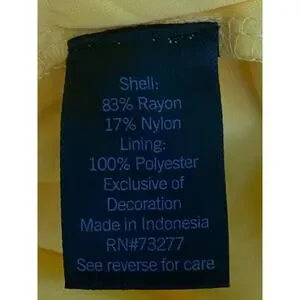 Shell:
83% Rayon
17% Nylon
Lining:
100% Polyester
Exclusive of
Decoration
Made in Indonesia
RN#73277
See reverse for care